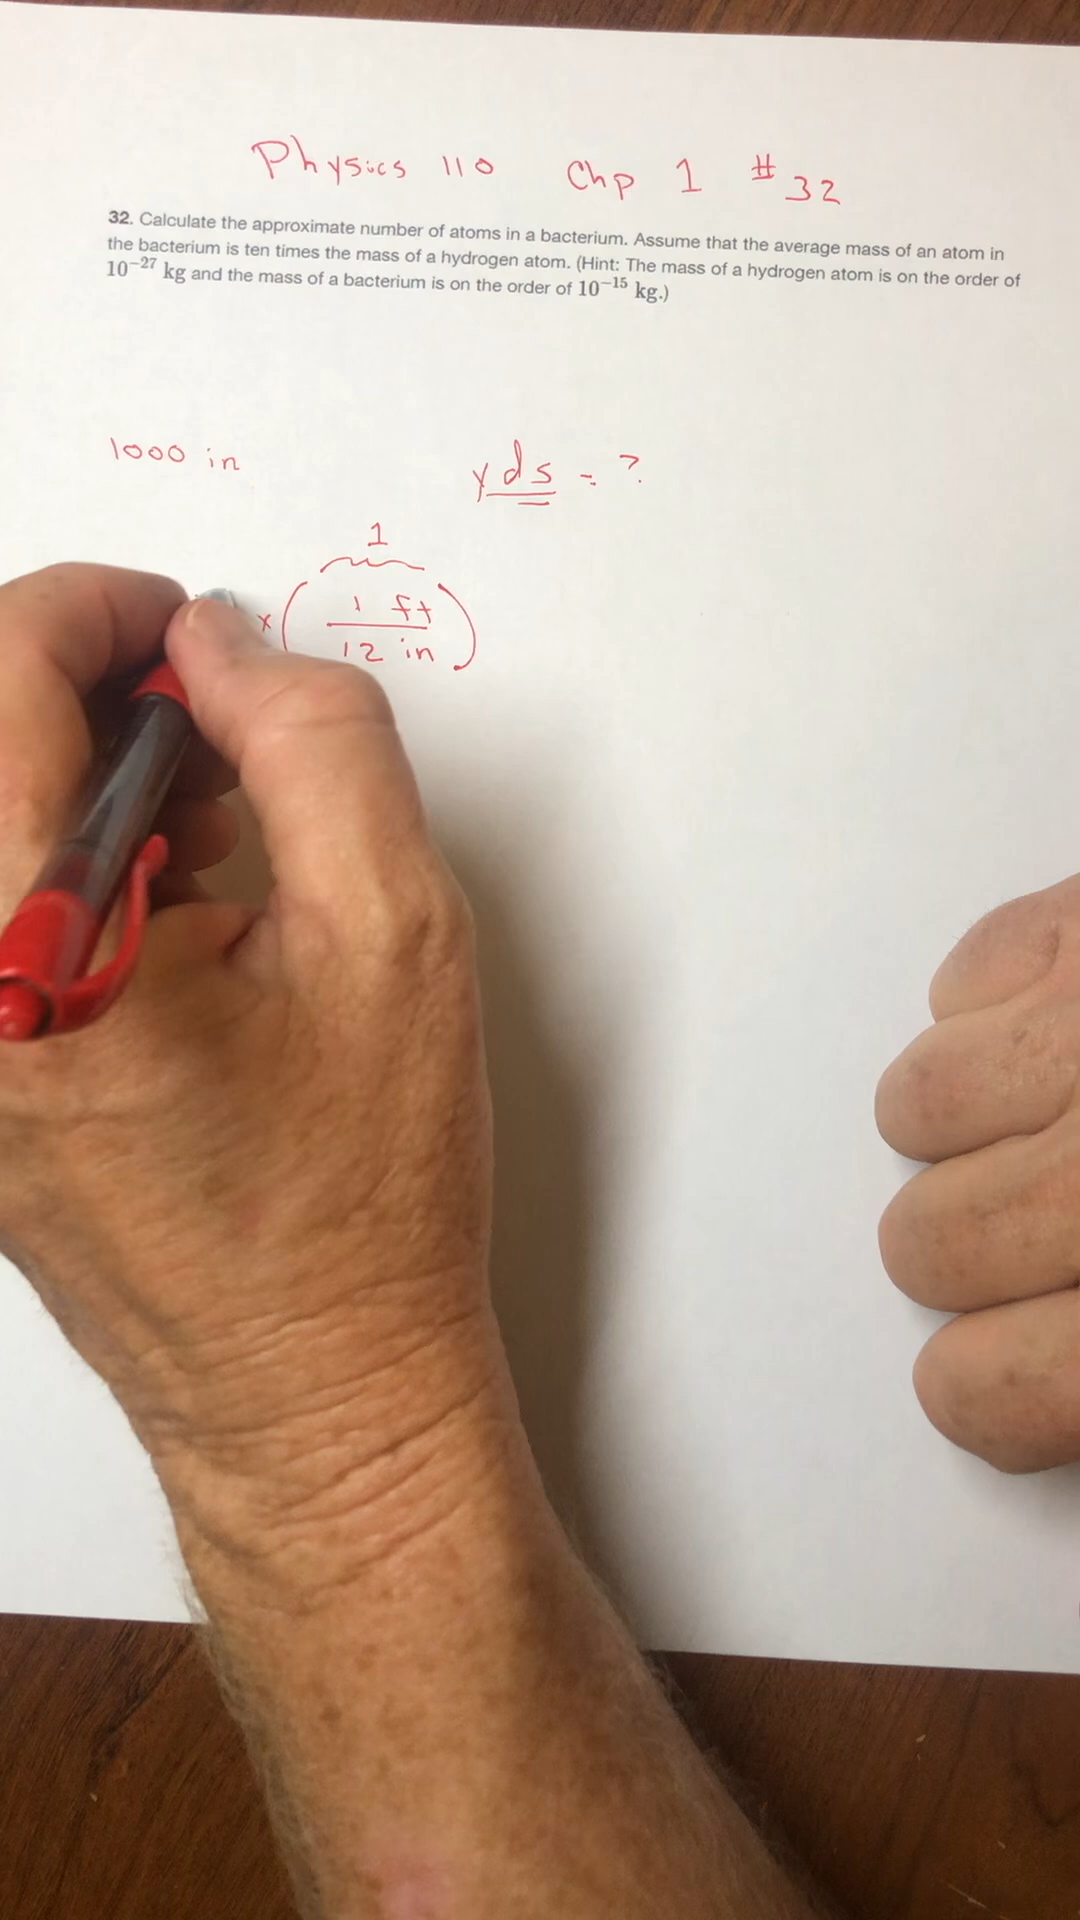 Physics 110 Chp 1 # 32
32. Calculate the approximate number of atoms in a bacterium. Assume that the average mass of an atom in
the bacterium is ten times the mass of a hydrogen atom. (Hint: The mass of a hydrogen atom is on the order of
10⁻²⁷ kg and the mass of a bacterium is on the order of 10⁻¹⁵ kg.)
1000 in yds = ?
1
x ( 1 ft
12 in )